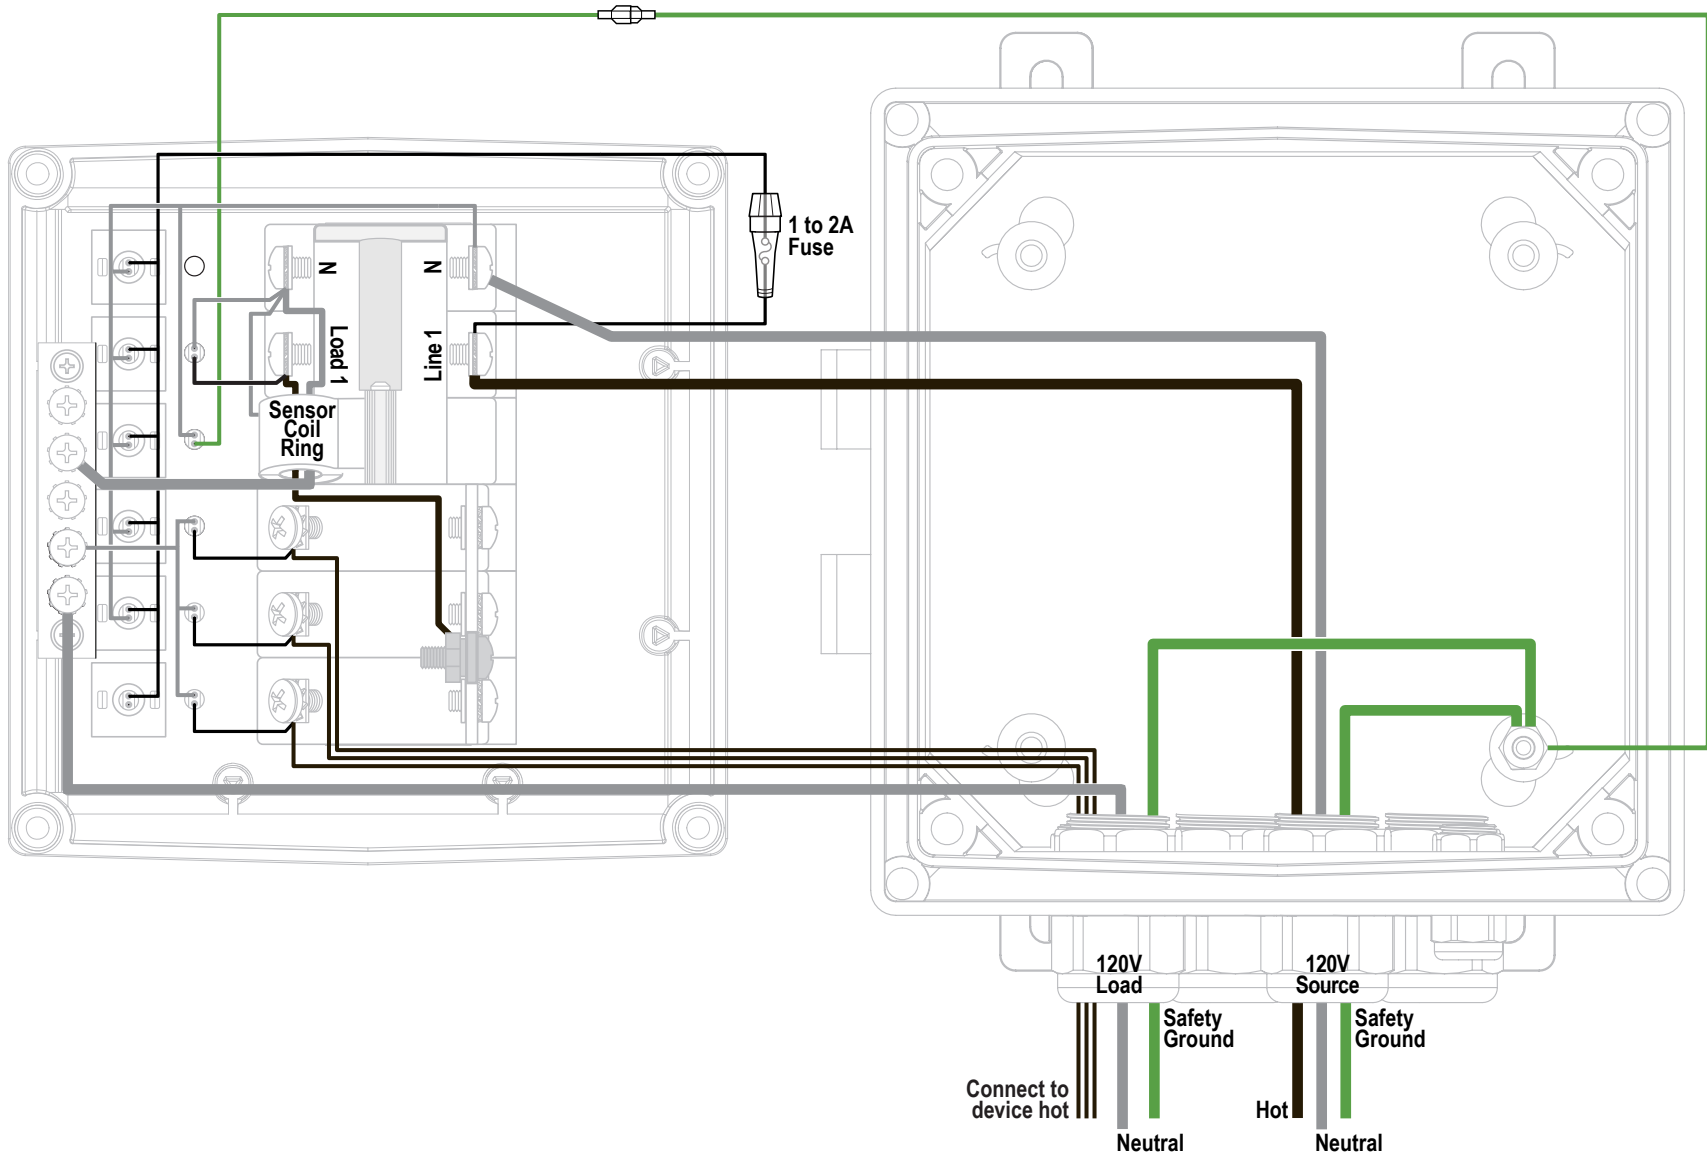 1 to 2A
Fuse
N
N
Load 1
Line 1
Sensor
Coil
Ring
120V
Load
120V
Source
Safety
Ground
Safety
Ground
Connect to
device hot
Hot
Neutral
Neutral